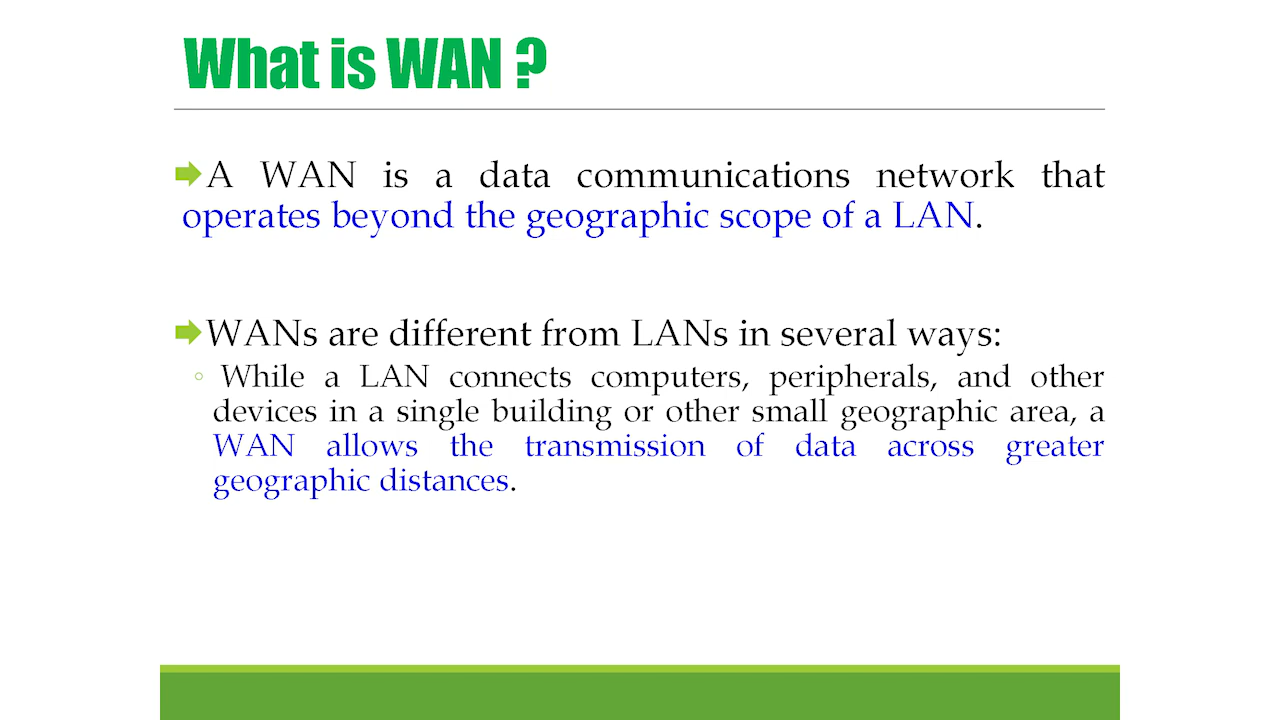 What is WAN ?
A WAN is a data communications network that
operates beyond the geographic scope of a LAN.
WANs are different from LANs in several ways:
While a LAN connects computers, peripherals, and other
devices in a single building or other small geographic area, a
WAN allows the transmission of data across greater
geographic distances.